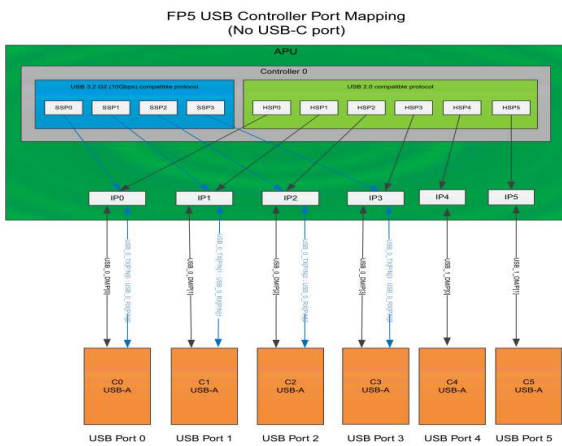 FP5 USB Controller Port Mapping
(No USB-C port)
APU
Controller 0
USB 3.2 G2 (10Gbps) compatible protocol
USB 2.0 compatible protocol
SSP0 SSP1 SSP2 SSP3 HSP0 HSP1 HSP2 HSP3 HSP4 HSP5
IP0 IP1 IP2 IP3 IP4 IP5
C0 C1 C2 C3 C4 C5
USB-A USB-A USB-A USB-A USB-A USB-A
USB Port 0 USB Port 1 USB Port 2 USB Port 3 USB Port 4 USB Port 5